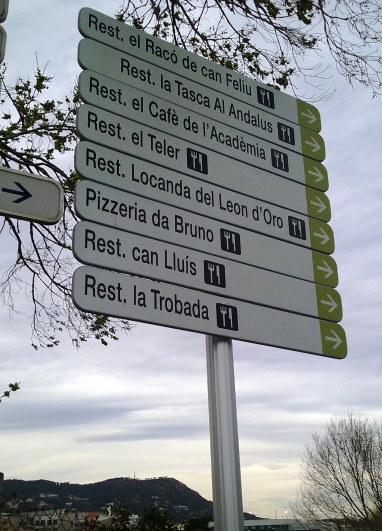 Rest. el Racó de can Feliu
Rest. la Tasca Al Andalus
Rest. el Cafè de l'Acadèmia
Rest. el Teler
Rest. Locanda del Leon d'Oro
Pizzeria da Bruno
Rest. can Lluís
Rest. la Trobada